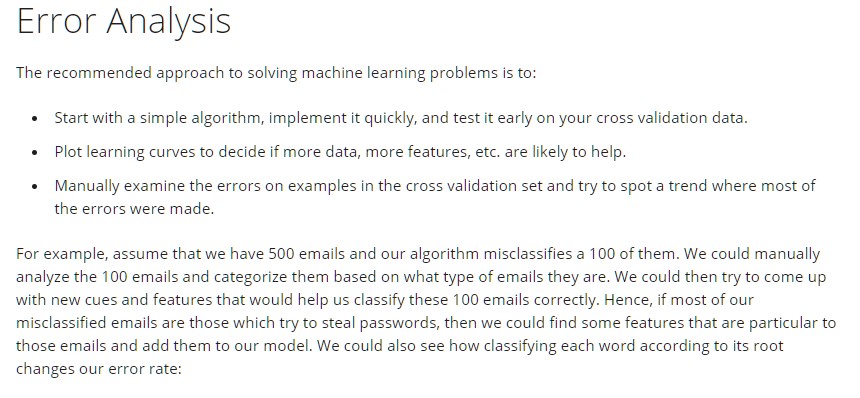 Error Analysis
The recommended approach to solving machine learning problems is to:
• Start with a simple algorithm, implement it quickly, and test it early on your cross validation data.
• Plot learning curves to decide if more data, more features, etc. are likely to help.
• Manually examine the errors on examples in the cross validation set and try to spot a trend where most of
the errors were made.
For example, assume that we have 500 emails and our algorithm misclassifies a 100 of them. We could manually
analyze the 100 emails and categorize them based on what type of emails they are. We could then try to come up
with new cues and features that would help us classify these 100 emails correctly. Hence, if most of our
misclassified emails are those which try to steal passwords, then we could find some features that are particular to
those emails and add them to our model. We could also see how classifying each word according to its root
changes our error rate: